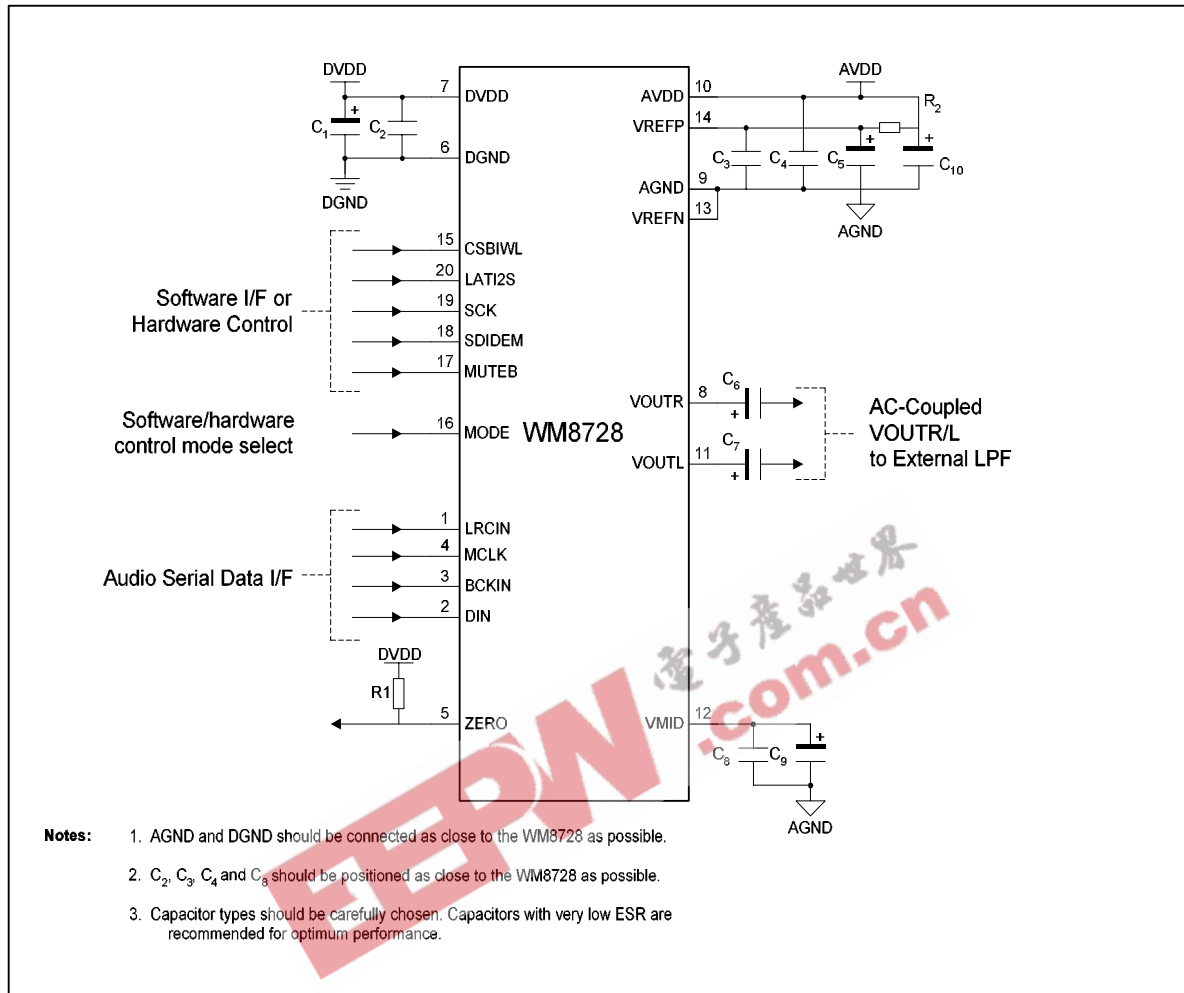 DVDD
C1 +
C2
DGND
7 DVDD
6 DGND
AVDD 10
VREFP 14
AGND 9
VREFN 13
AVDD
R2
C3
C4
C5 +
C10 +
AGND
Software I/F or
Hardware Control
15 CSBIWL
20 LATI2S
19 SCK
18 SDIDEM
17 MUTEB
Software/hardware
control mode select
16 MODE
WM8728
VOUTR 8
C6 +
VOUTL 11
C7 +
AC-Coupled
VOUTR/L
to External LPF
Audio Serial Data I/F
1 LRCIN
4 MCLK
3 BCKIN
2 DIN
DVDD
R1
5 ZERO
VMID 12
C8
C9 +
AGND
電子產品世界
EEPW.com.cn
Notes: 1. AGND and DGND should be connected as close to the WM8728 as possible.
2. C2, C3, C4 and C8 should be positioned as close to the WM8728 as possible.
3. Capacitor types should be carefully chosen. Capacitors with very low ESR are
recommended for optimum performance.